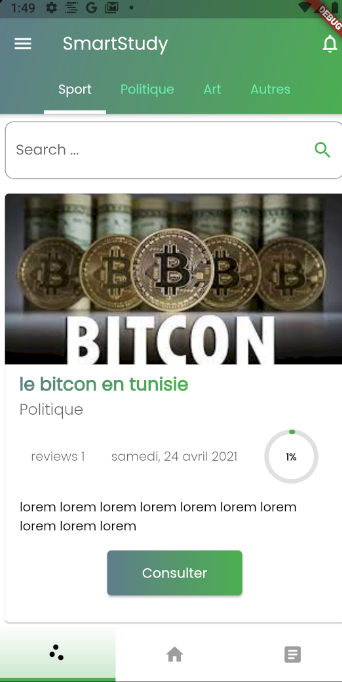 1:49
DEBUG
SmartStudy
Sport Politique Art Autres
Search ...
BITCON
le bitcon en tunisie
Politique
reviews 1 samedi, 24 avril 2021 1%
lorem lorem lorem lorem lorem lorem lorem
lorem lorem lorem
Consulter